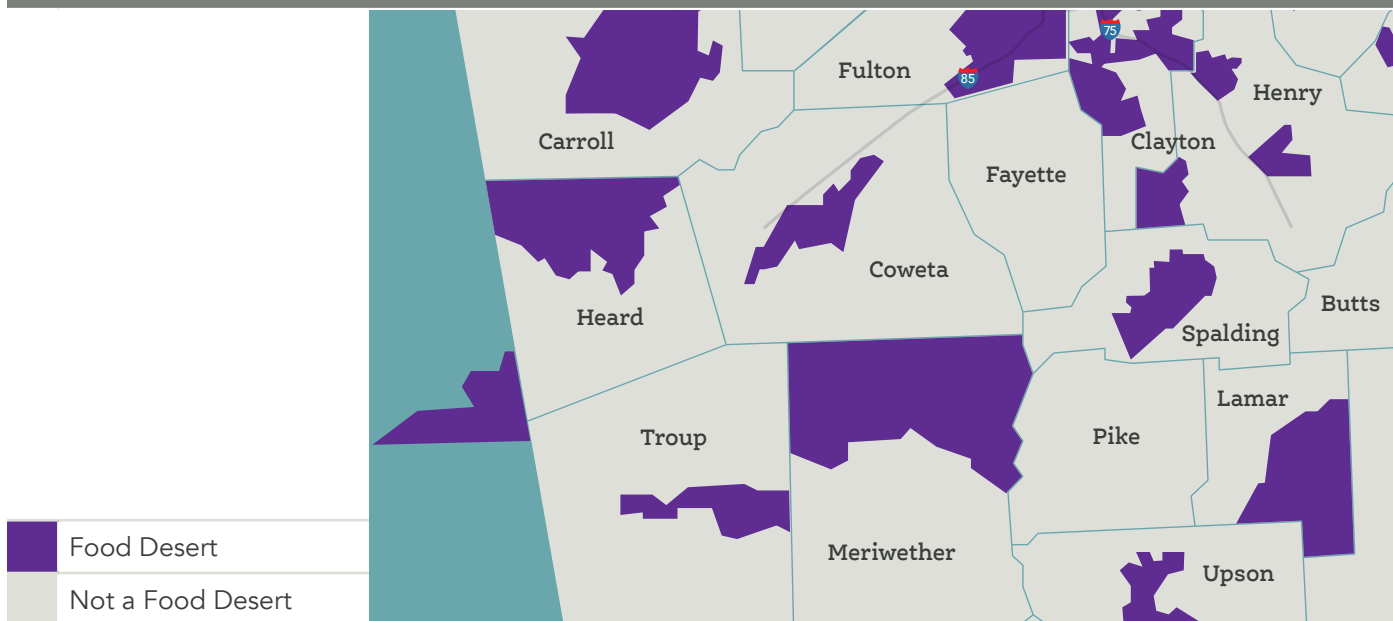 75
Fulton
85
Henry
Carroll
Clayton
Fayette
Coweta
Heard
Butts
Spalding
Lamar
Troup
Pike
Meriwether
Upson
Food Desert
Not a Food Desert